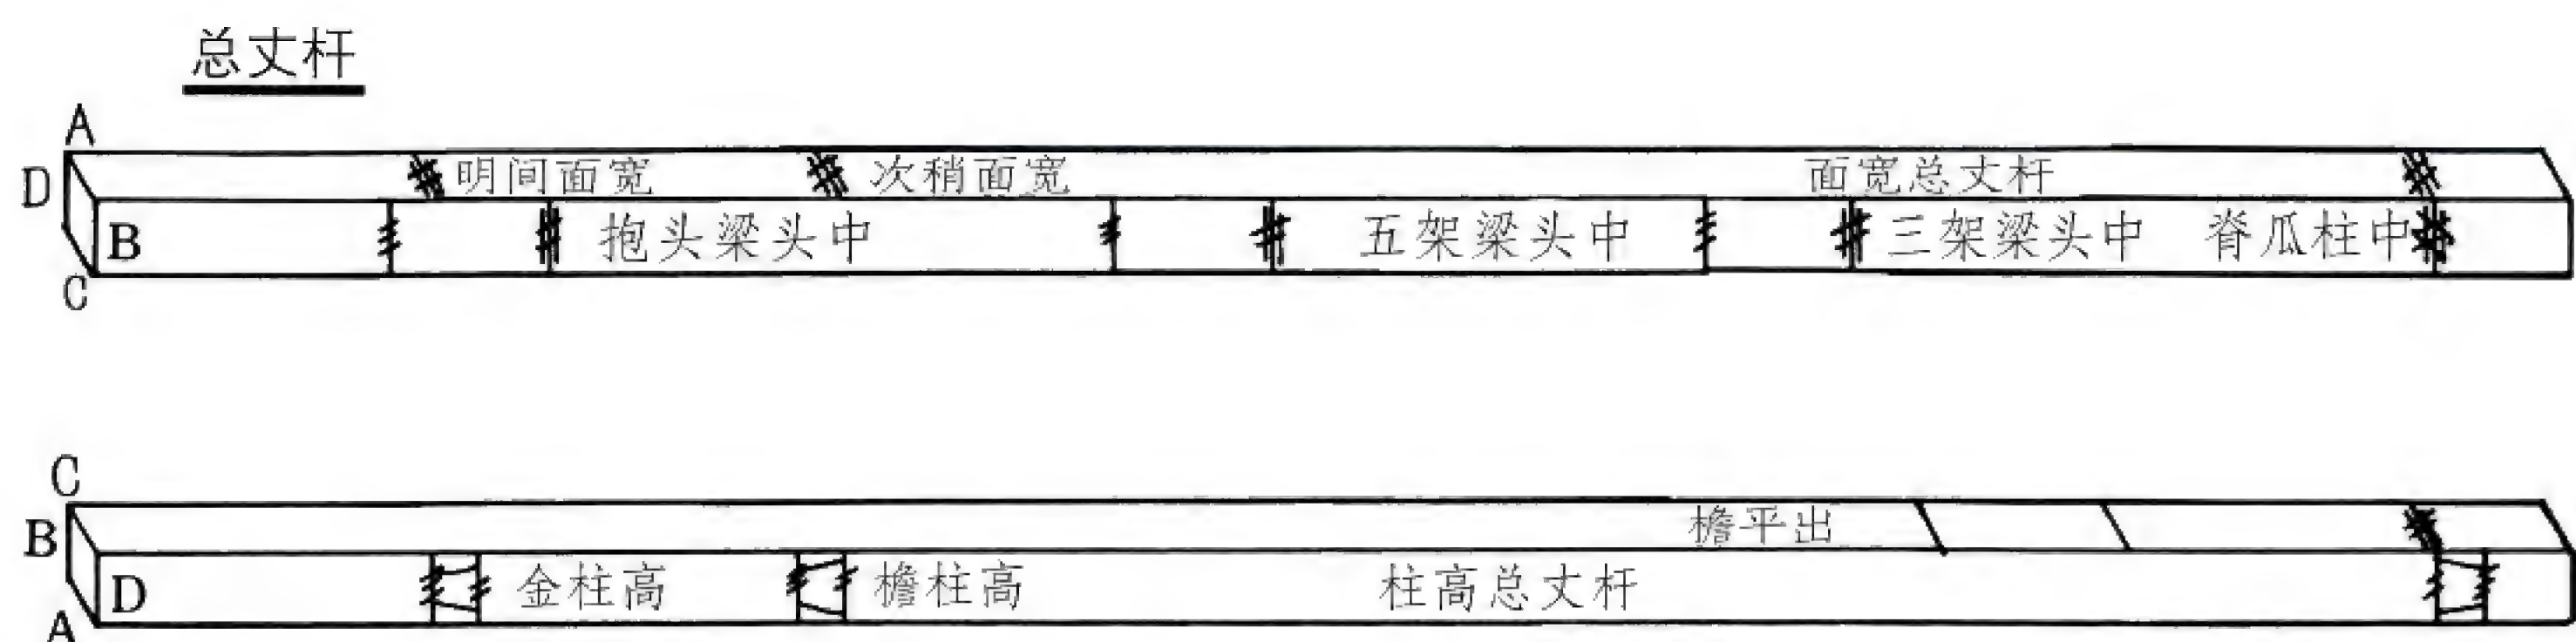 总丈杆
A
D 明间面宽 次稍面宽 面宽总丈杆
B 抱头梁头中 五架梁头中 三架梁头中 脊瓜柱中
C
C
B 檐平出
D 金柱高 檐柱高 柱高总丈杆
A